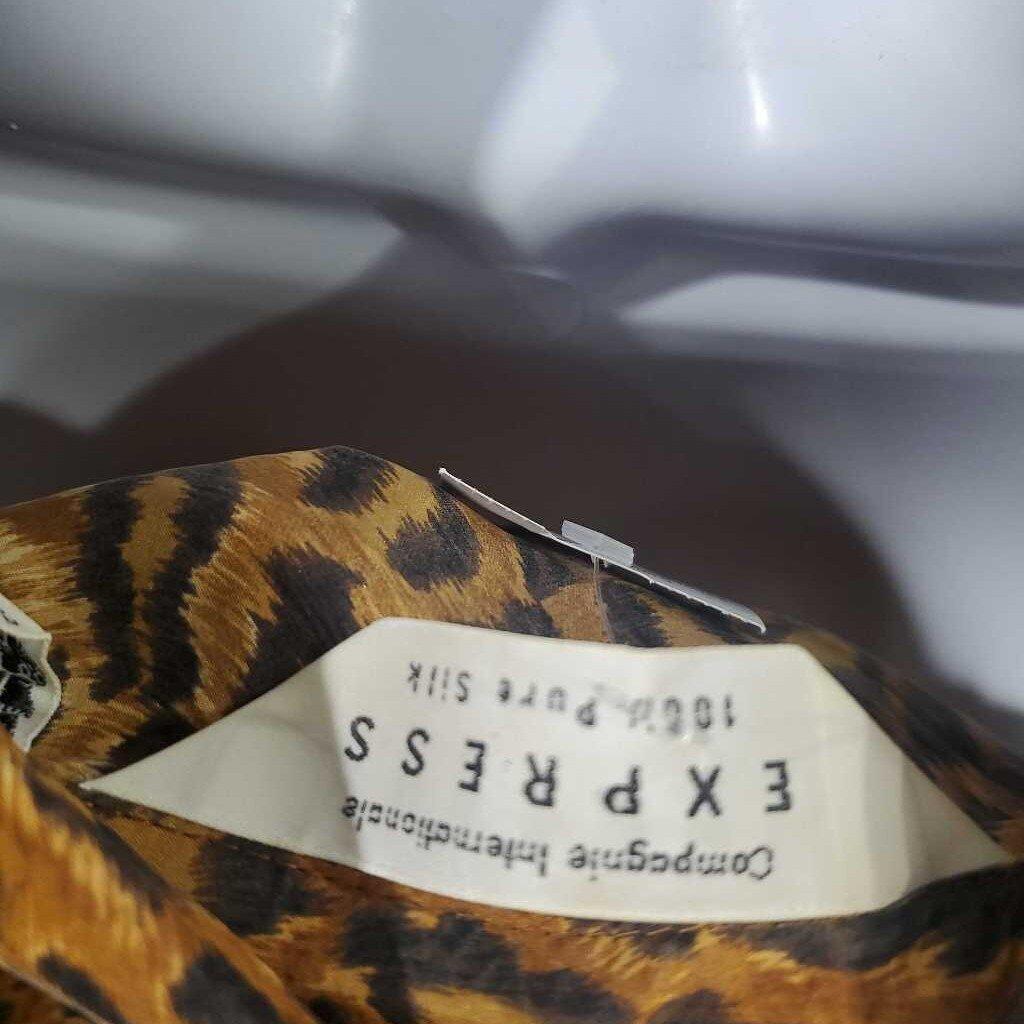 Compagnie Internationale
EXPRESS
100% Pure Silk